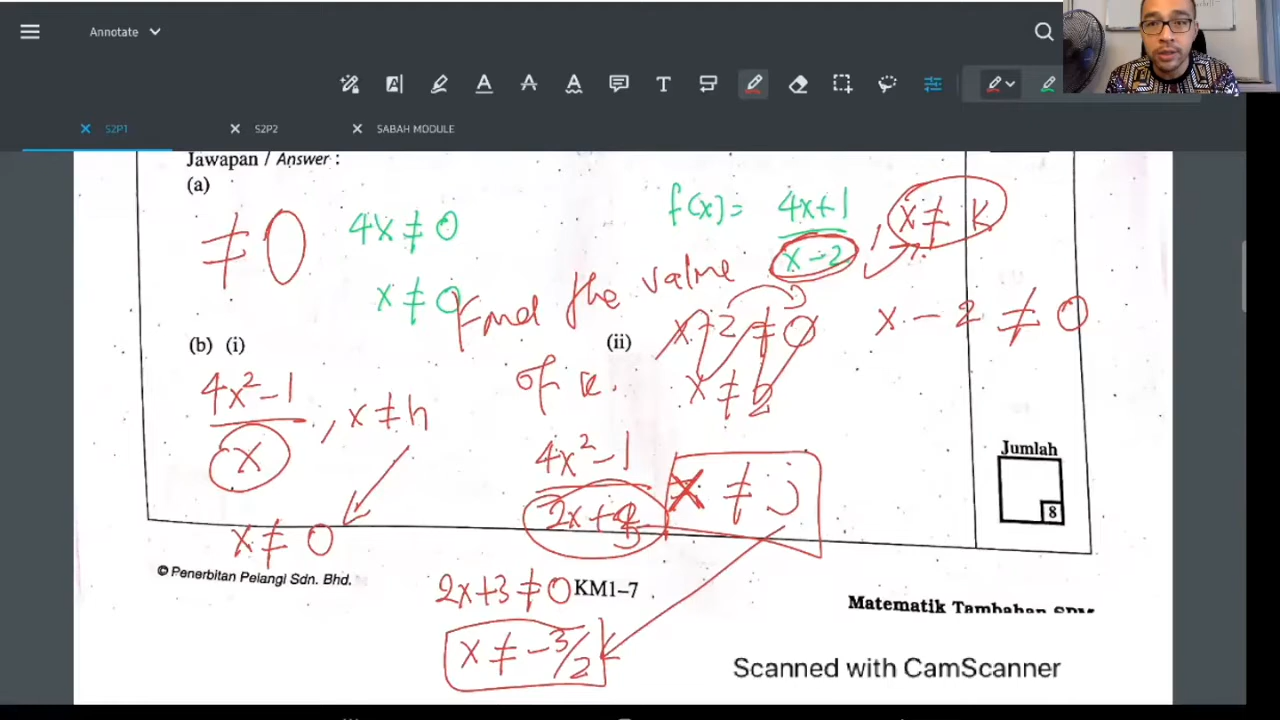 Annotate
S2P1
S2P2
SABAH MODULE
Jawapan / Answer :
(a)
≠ 0
4x ≠ 0
x ≠ 0
f(x) = 4x+1
x-2
, x ≠ k
Find the value
of k.
x-2 ≠ 0
x ≠ 2
x - 2 ≠ 0
(b) (i)
4x² - 1
x
, x ≠ h
x ≠ 0
(ii)
4x² - 1
2x + 3
x ≠ j
2x+3 ≠ 0
x ≠ -3/2
Jumlah
8
© Penerbitan Pelangi Sdn. Bhd.
KM1–7
Matematik Tambahan SPM
Scanned with CamScanner